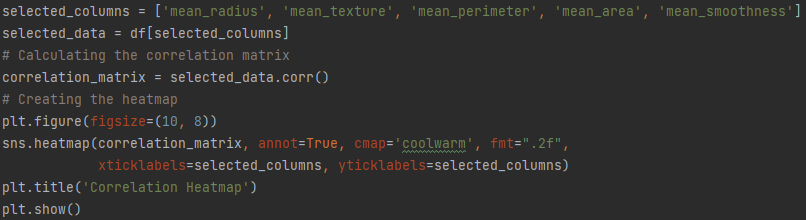 selected_columns = ['mean_radius', 'mean_texture', 'mean_perimeter', 'mean_area', 'mean_smoothness']
selected_data = df[selected_columns]
# Calculating the correlation matrix
correlation_matrix = selected_data.corr()
# Creating the heatmap
plt.figure(figsize=(10, 8))
sns.heatmap(correlation_matrix, annot=True, cmap='coolwarm', fmt=".2f",
            xticklabels=selected_columns, yticklabels=selected_columns)
plt.title('Correlation Heatmap')
plt.show()